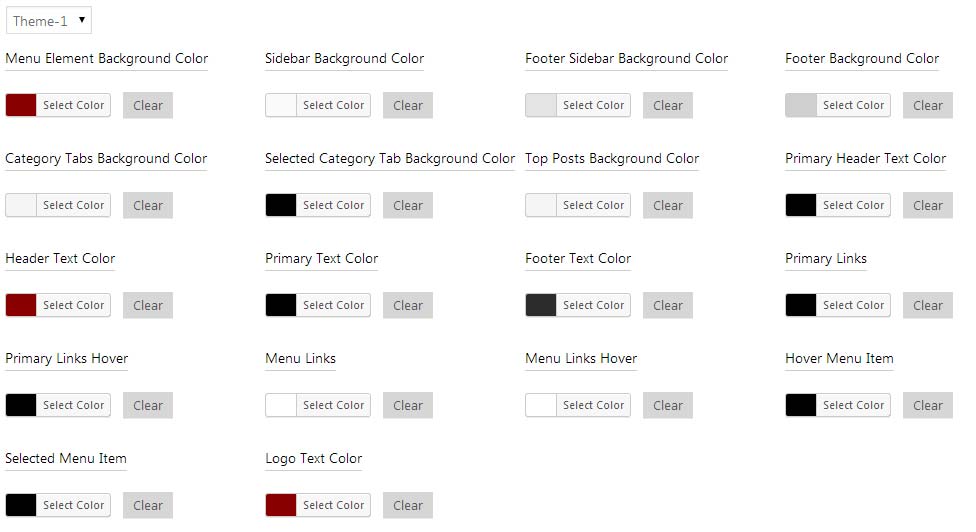 Theme-1
Menu Element Background Color Sidebar Background Color Footer Sidebar Background Color Footer Background Color
Select Color Clear Select Color Clear Select Color Clear Select Color Clear
Category Tabs Background Color Selected Category Tab Background Color Top Posts Background Color Primary Header Text Color
Select Color Clear Select Color Clear Select Color Clear Select Color Clear
Header Text Color Primary Text Color Footer Text Color Primary Links
Select Color Clear Select Color Clear Select Color Clear Select Color Clear
Primary Links Hover Menu Links Menu Links Hover Hover Menu Item
Select Color Clear Select Color Clear Select Color Clear Select Color Clear
Selected Menu Item Logo Text Color
Select Color Clear Select Color Clear